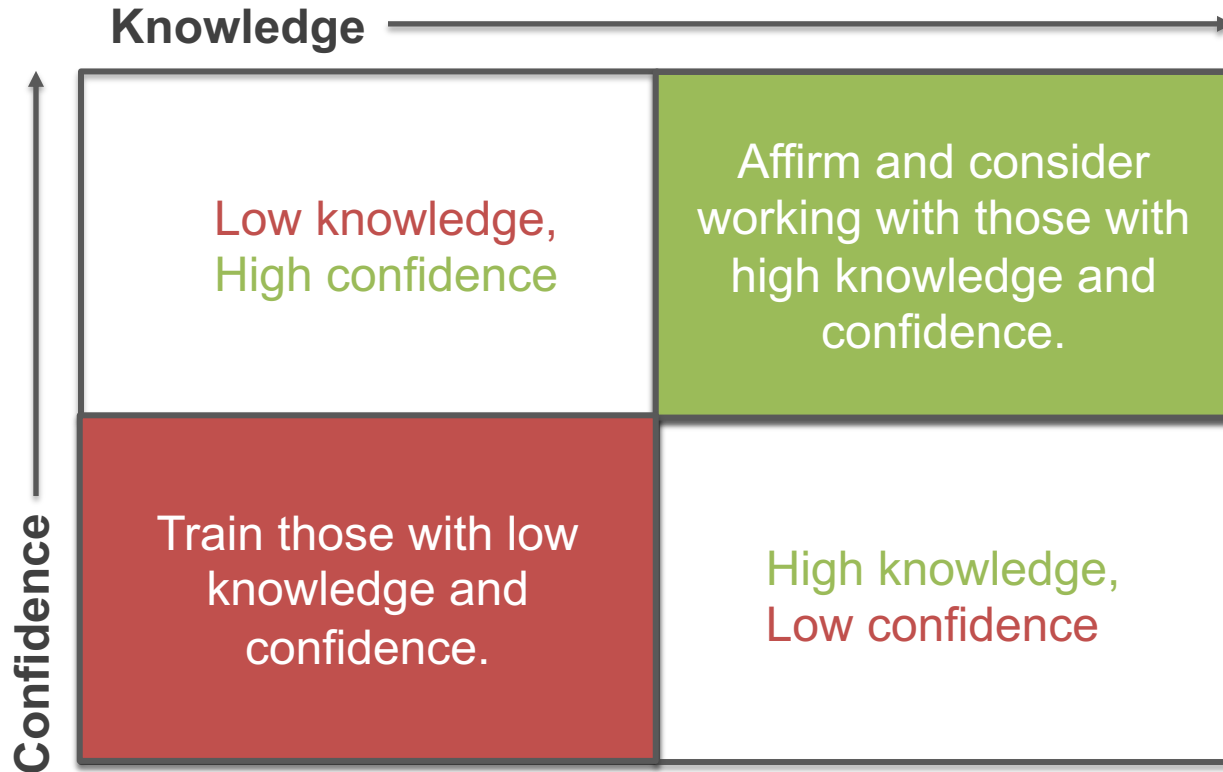 Knowledge
Low knowledge,
High confidence
Affirm and consider
working with those with
high knowledge and
confidence.
Confidence
Train those with low
knowledge and
confidence.
High knowledge,
Low confidence